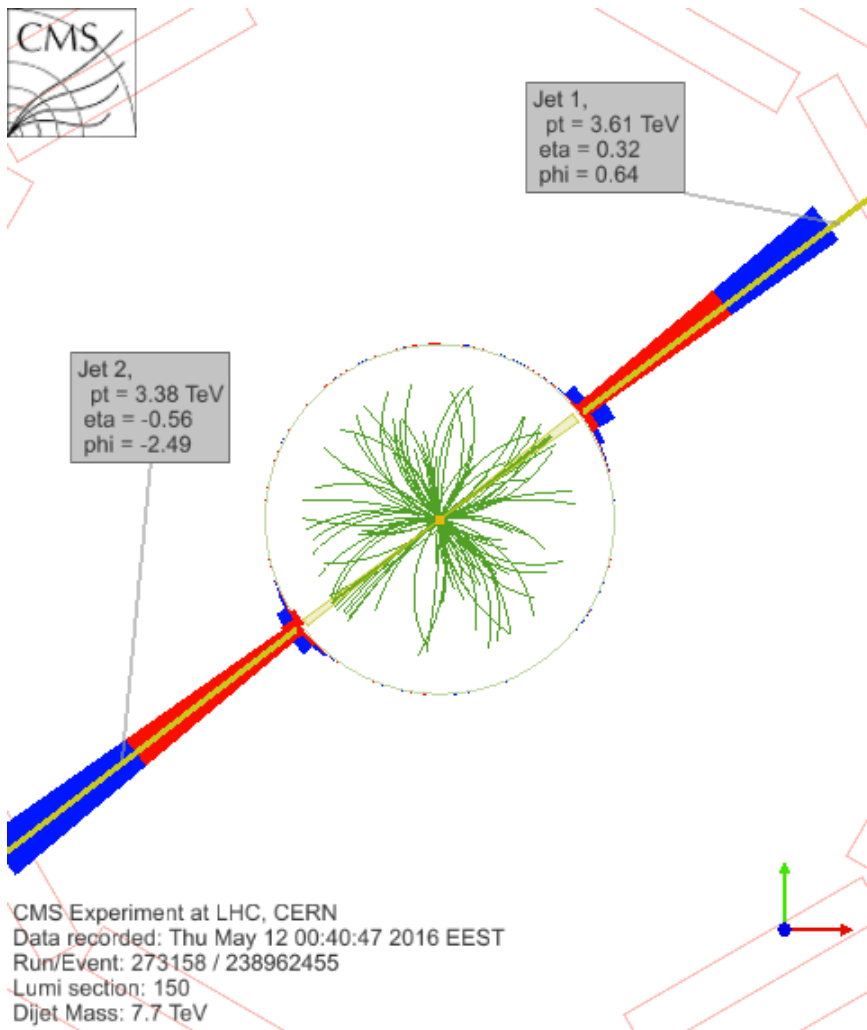 CMS
Jet 1,
pt = 3.61 TeV
eta = 0.32
phi = 0.64
Jet 2,
pt = 3.38 TeV
eta = -0.56
phi = -2.49
CMS Experiment at LHC, CERN
Data recorded: Thu May 12 00:40:47 2016 EEST
Run/Event: 273158 / 238962455
Lumi section: 150
Dijet Mass: 7.7 TeV